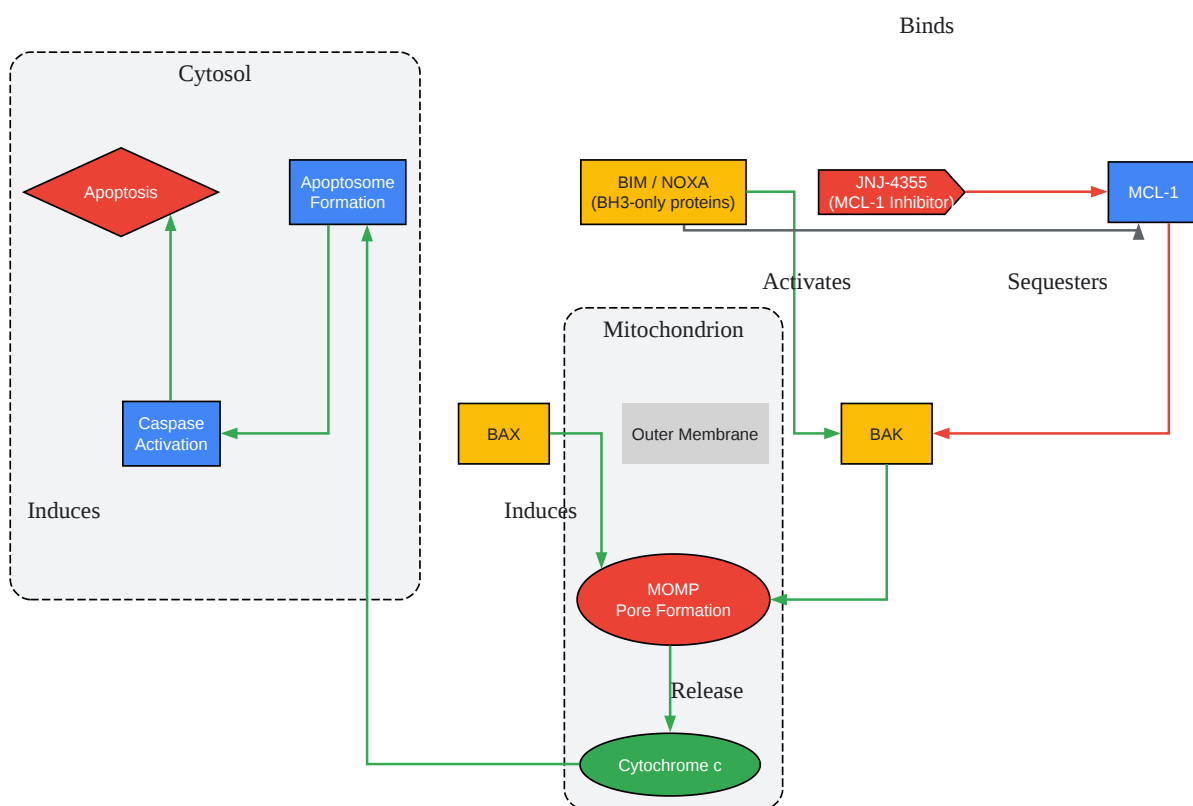 Binds
Cytosol
Apoptosis
Apoptosome
Formation
BIM / NOXA
(BH3-only proteins)
JNJ-4355
(MCL-1 Inhibitor)
MCL-1
Activates
Sequesters
Mitochondrion
Caspase
Activation
BAX
Outer Membrane
BAK
Induces
Induces
MOMP
Pore Formation
Release
Cytochrome c